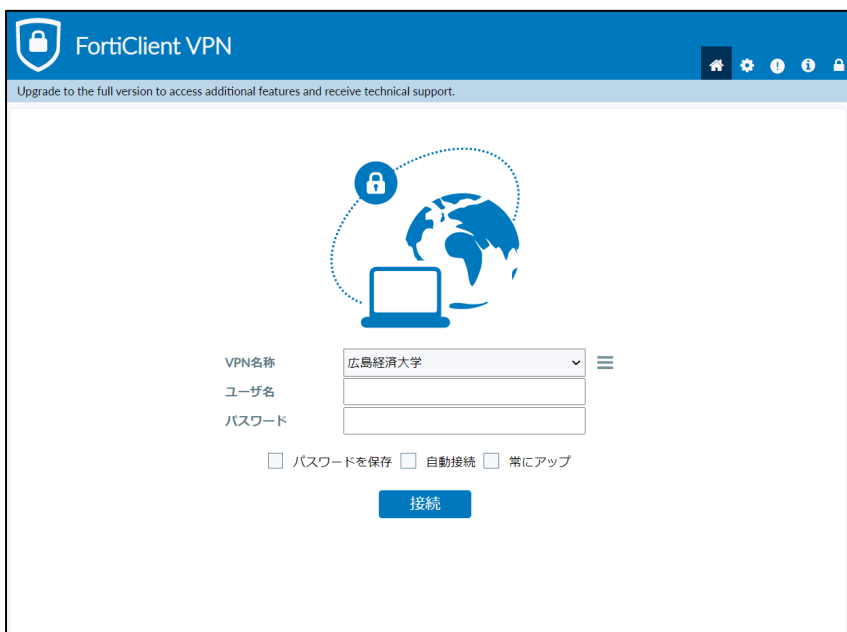 FortiClient VPN
Upgrade to the full version to access additional features and receive technical support.
VPN名称 広島経済大学
ユーザ名
パスワード
パスワードを保存 自動接続 常にアップ
接続